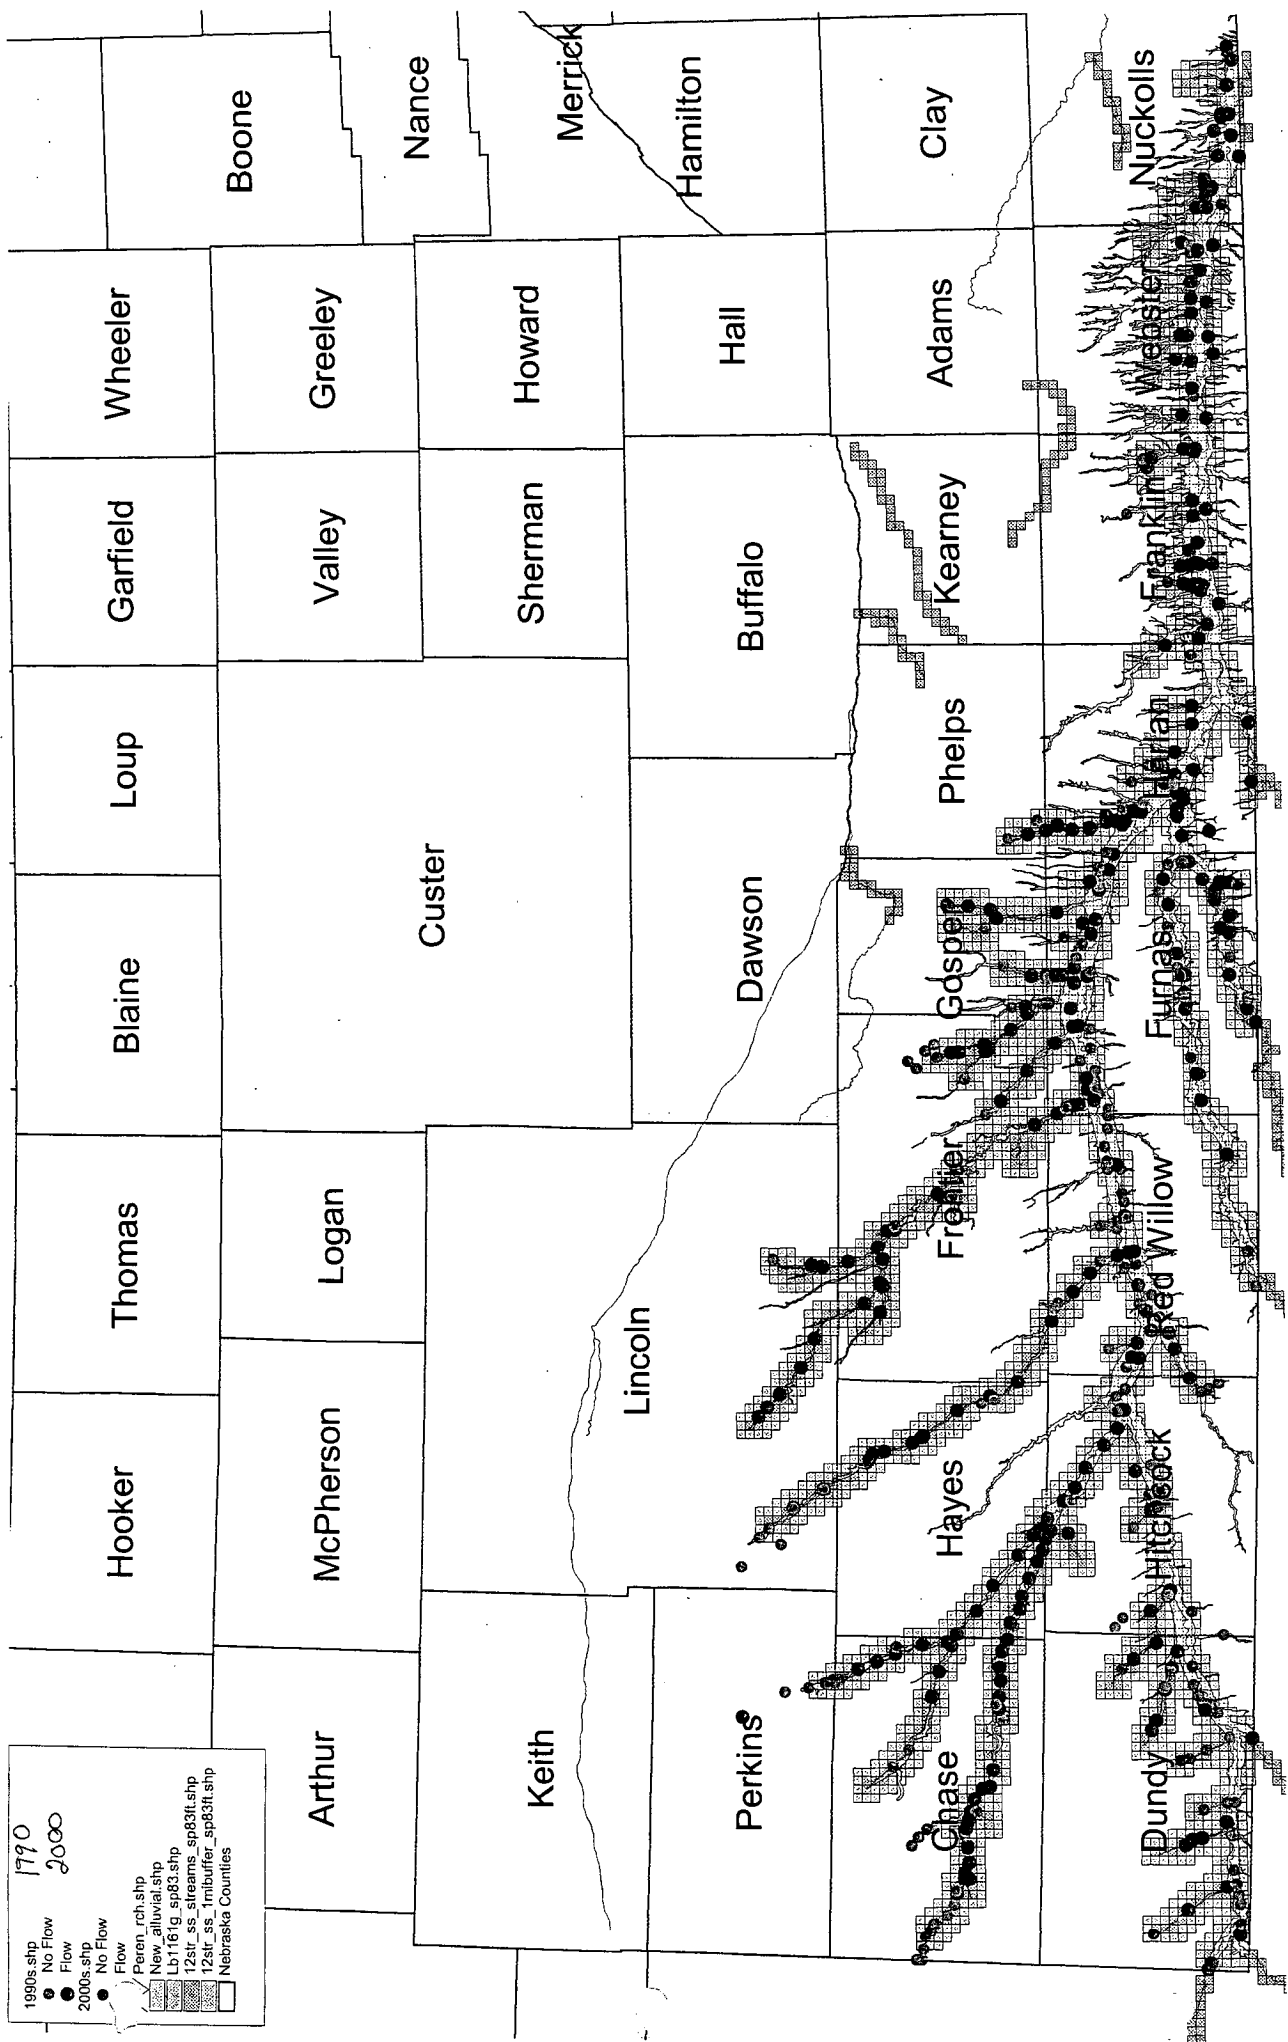 1790
2000
1990s.shp
No Flow
Flow
2000s.shp
No Flow
Flow
Peren_rch.shp
New_alluvial.shp
Lb1161g_sp83.shp
12str_ss_streams_sp83ft.shp
12str_ss_1mibuffer_sp83ft.shp
Nebraska Counties
Hooker
Thomas
Blaine
Loup
Garfield
Wheeler
Boone
Arthur
McPherson
Logan
Custer
Valley
Greeley
Nance
Keith
Lincoln
Sherman
Howard
Merrick
Perkins
Dawson
Buffalo
Hall
Hamilton
Chase
Hayes
Frontier
Gosper
Phelps
Kearney
Adams
Clay
Dundy
Hitchcock
Red Willow
Furnas
Harlan
Franklin
Webster
Nuckolls